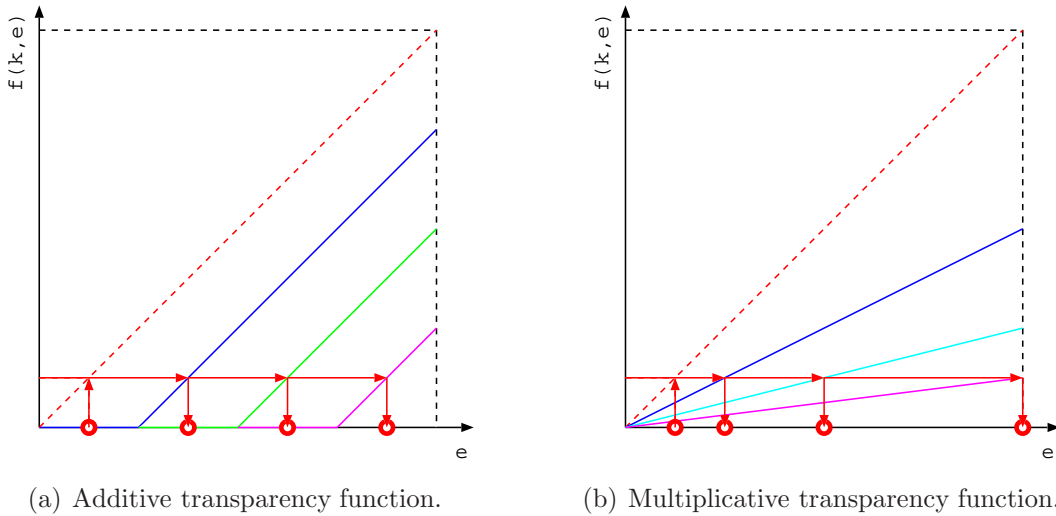 f(k,e)
e
(a) Additive transparency function.
f(k,e)
e
(b) Multiplicative transparency function.